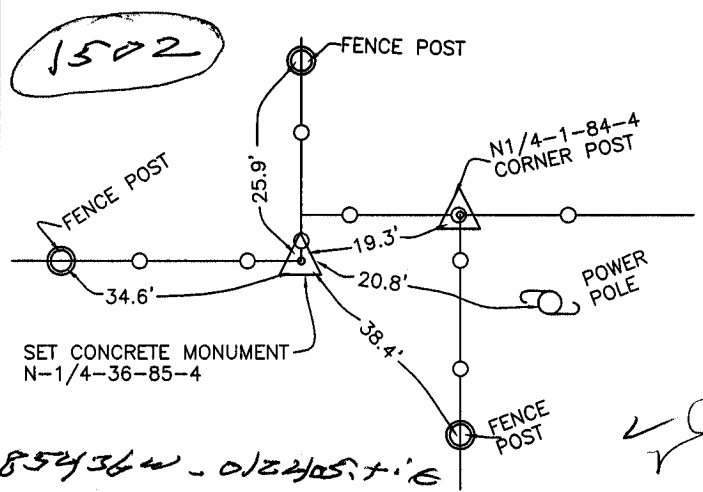 1502
FENCE POST
N1/4-1-84-4
CORNER POST
FENCE POST
25.9'
19.3'
34.6'
20.8'
POWER
POLE
38.4'
SET CONCRETE MONUMENT
N-1/4-36-85-4
FENCE
POST